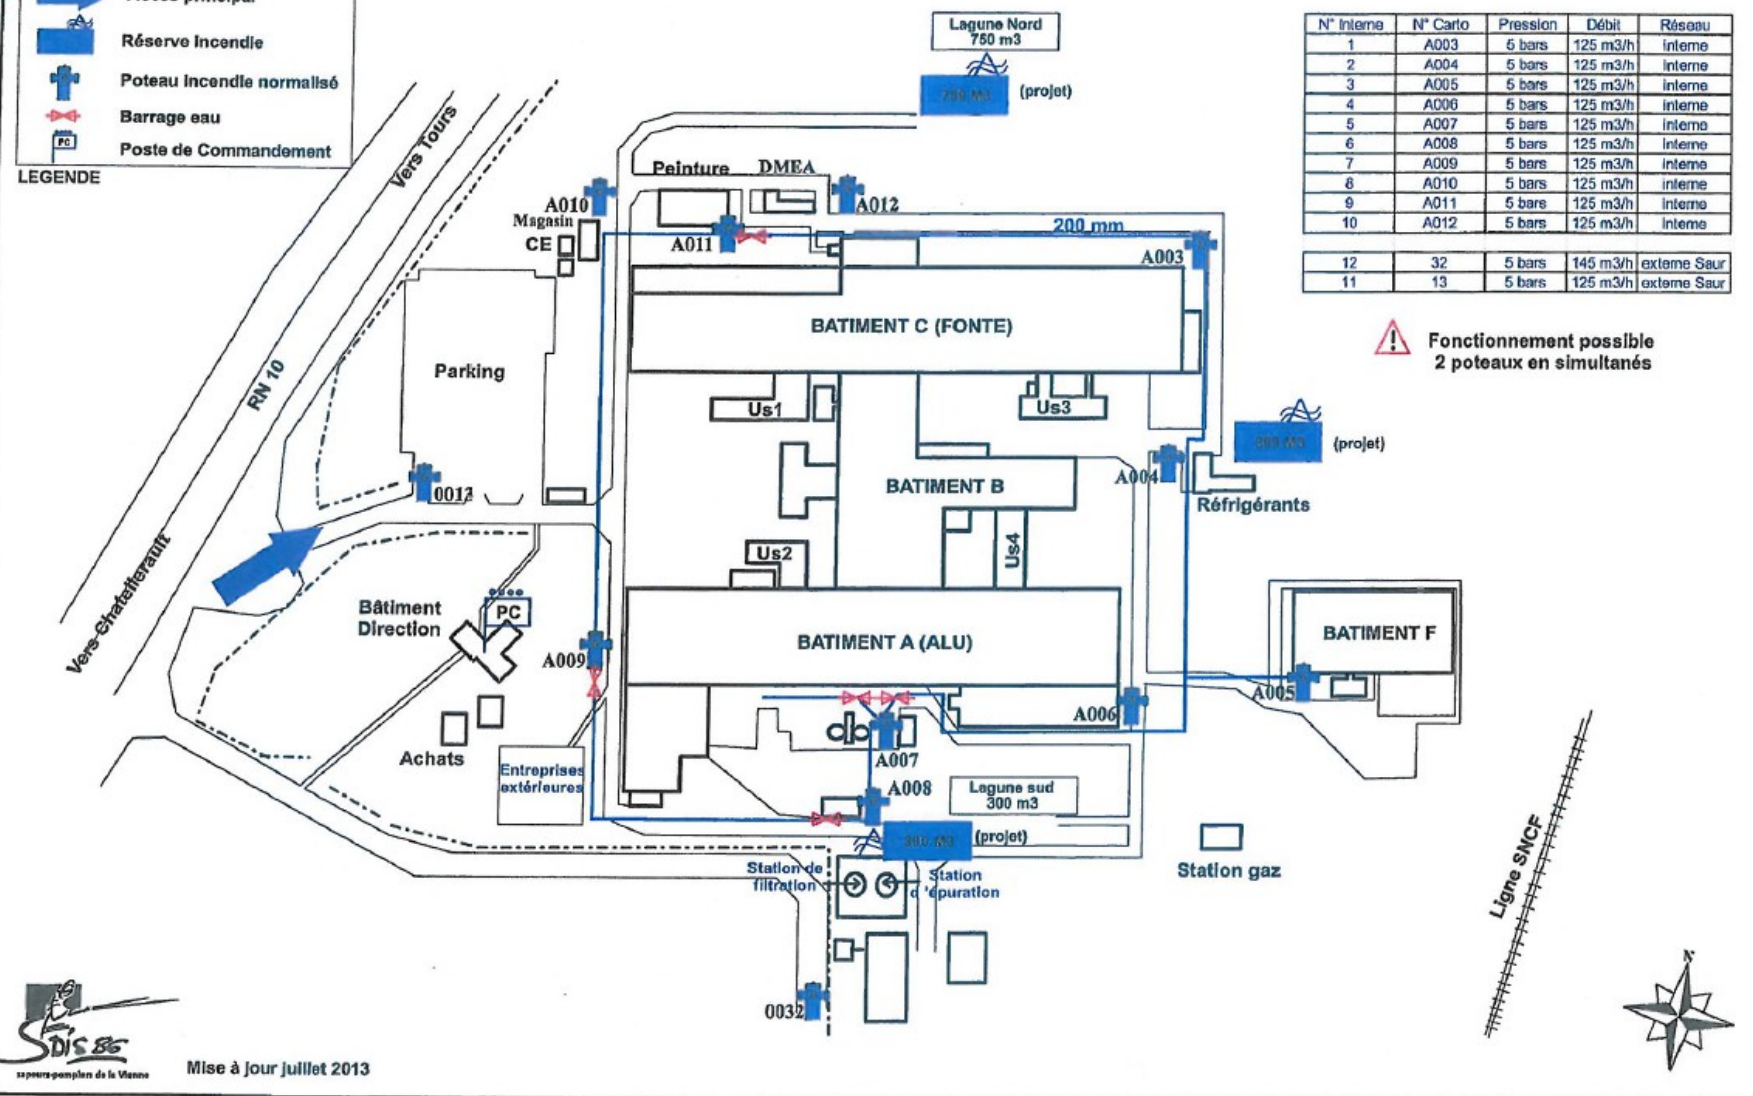 Réserve Incendie
Poteau Incendie normalisé
Barrage eau
PC
Poste de Commandement
LEGENDE
Lagune Nord
750 m3
(projet)
N° Interne N° Carto Pression Débit Réseau
1 A003 5 bars 125 m3/h interne
2 A004 5 bars 125 m3/h interne
3 A005 5 bars 125 m3/h interne
4 A006 5 bars 125 m3/h interne
5 A007 5 bars 125 m3/h interne
6 A008 5 bars 125 m3/h interne
7 A009 5 bars 125 m3/h interne
8 A010 5 bars 125 m3/h interne
9 A011 5 bars 125 m3/h interne
10 A012 5 bars 125 m3/h interne
12 32 5 bars 145 m3/h externe Saur
11 13 5 bars 125 m3/h externe Saur
Fonctionnement possible
2 poteaux en simultanés
Vers Tours
RN 10
Vers Chatellerault
Peinture DMEA
A010
A012
Magasin
CE
A011
200 mm
A003
BATIMENT C (FONTE)
Parking
Us1
Us3
(projet)
A004
0013
BATIMENT B
Réfrigérants
Us2
Us4
Bâtiment
Direction
PC
BATIMENT A (ALU)
BATIMENT F
A009
A005
A006
Achats
A007
Entreprises
extérieures
A008
Lagune sud
300 m3
(projet)
Station de
filtration
Station
d'épuration
Station gaz
Ligne SNCF
0032
N
SDIS 86
sapeurs-pompiers de la Vienne
Mise à jour juillet 2013